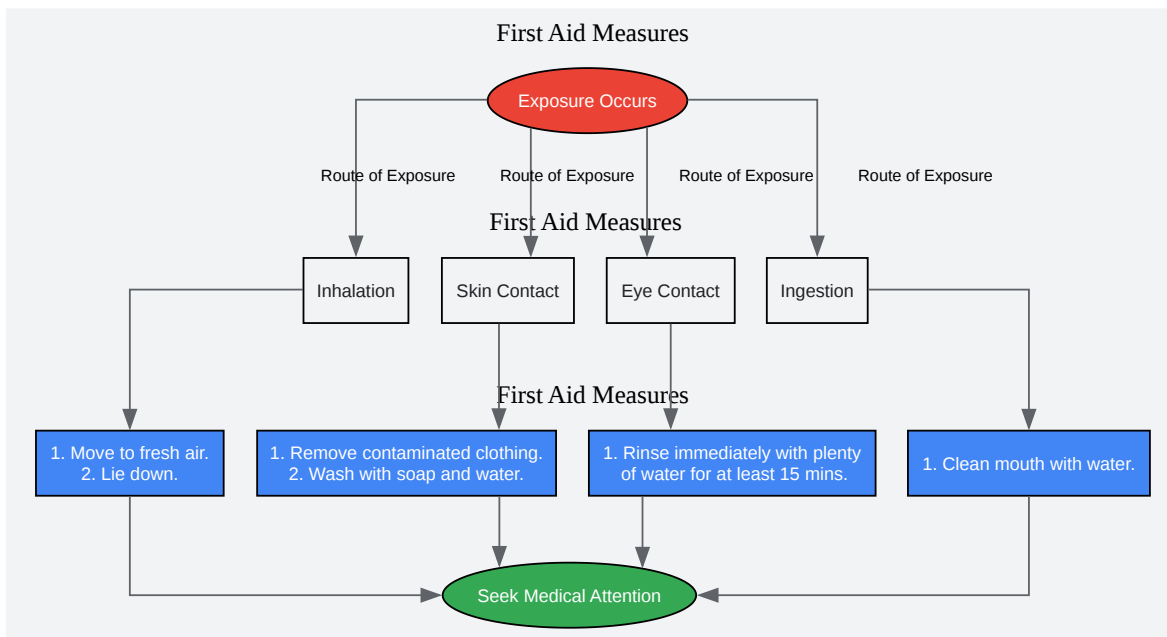 First Aid Measures
Exposure Occurs
Route of Exposure
Route of Exposure
Route of Exposure
Route of Exposure
First Aid Measures
Inhalation
Skin Contact
Eye Contact
Ingestion
First Aid Measures
1. Move to fresh air.
2. Lie down.
1. Remove contaminated clothing.
2. Wash with soap and water.
1. Rinse immediately with plenty
of water for at least 15 mins.
1. Clean mouth with water.
Seek Medical Attention